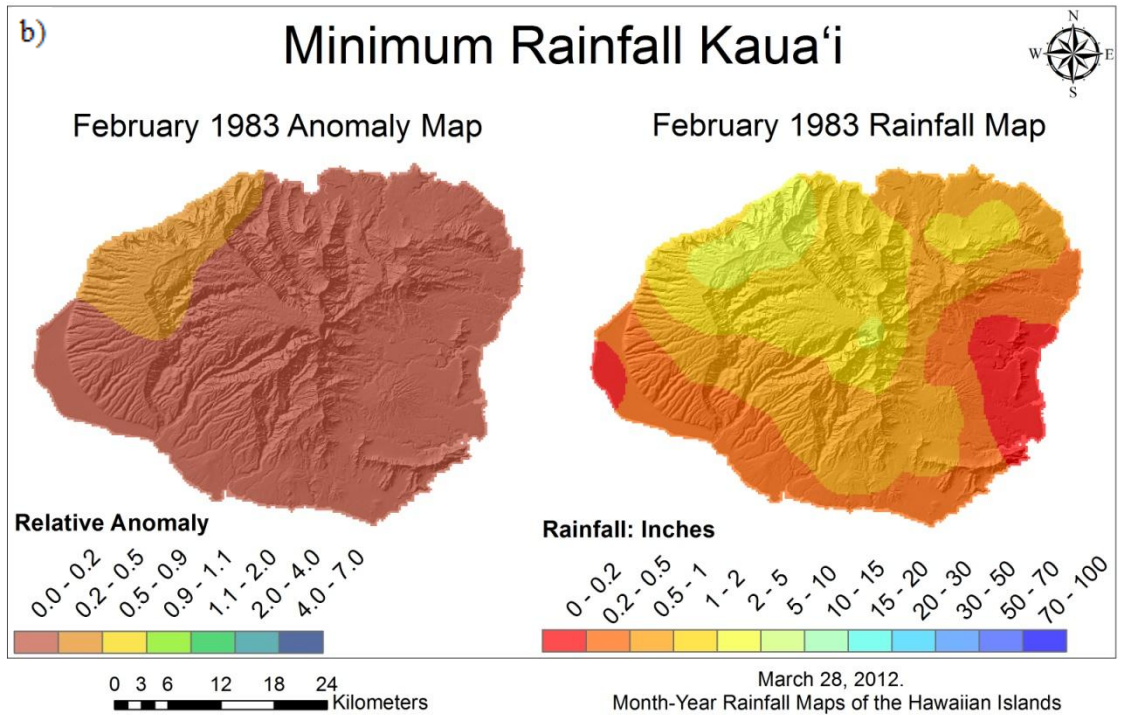 b)
Minimum Rainfall Kauaʻi
N
W E
S
February 1983 Anomaly Map
February 1983 Rainfall Map
Relative Anomaly
0.0 - 0.2
0.2 - 0.5
0.5 - 0.9
0.9 - 1.1
1.1 - 2.0
2.0 - 4.0
4.0 - 7.0
Rainfall: Inches
0 - 0.2
0.2 - 0.5
0.5 - 1
1 - 2
2 - 5
5 - 10
10 - 15
15 - 20
20 - 30
30 - 50
50 - 70
70 - 100
0 3 6 12 18 24
Kilometers
March 28, 2012.
Month-Year Rainfall Maps of the Hawaiian Islands